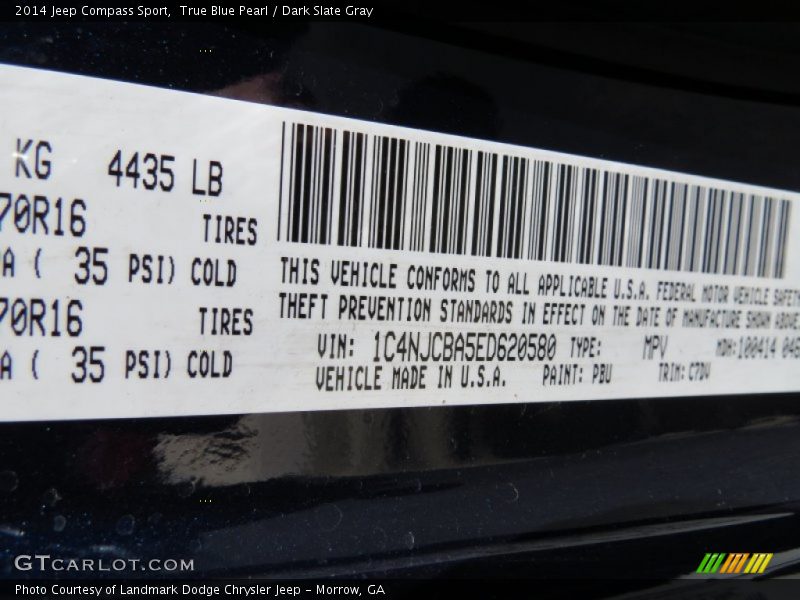 2014 Jeep Compass Sport, True Blue Pearl / Dark Slate Gray
KG 4435 LB
70R16 TIRES
A ( 35 PSI) COLD
70R16 TIRES
A ( 35 PSI) COLD
THIS VEHICLE CONFORMS TO ALL APPLICABLE U.S.A. FEDERAL MOTOR VEHICLE SAFETY
THEFT PREVENTION STANDARDS IN EFFECT ON THE DATE OF MANUFACTURE SHOWN ABOVE
VIN: 1C4NJCBA5ED620580 TYPE: MPV MDH:100414 046
VEHICLE MADE IN U.S.A. PAINT: PBU TRIM: C7DV
GTCARLOT.COM
Photo Courtesy of Landmark Dodge Chrysler Jeep - Morrow, GA